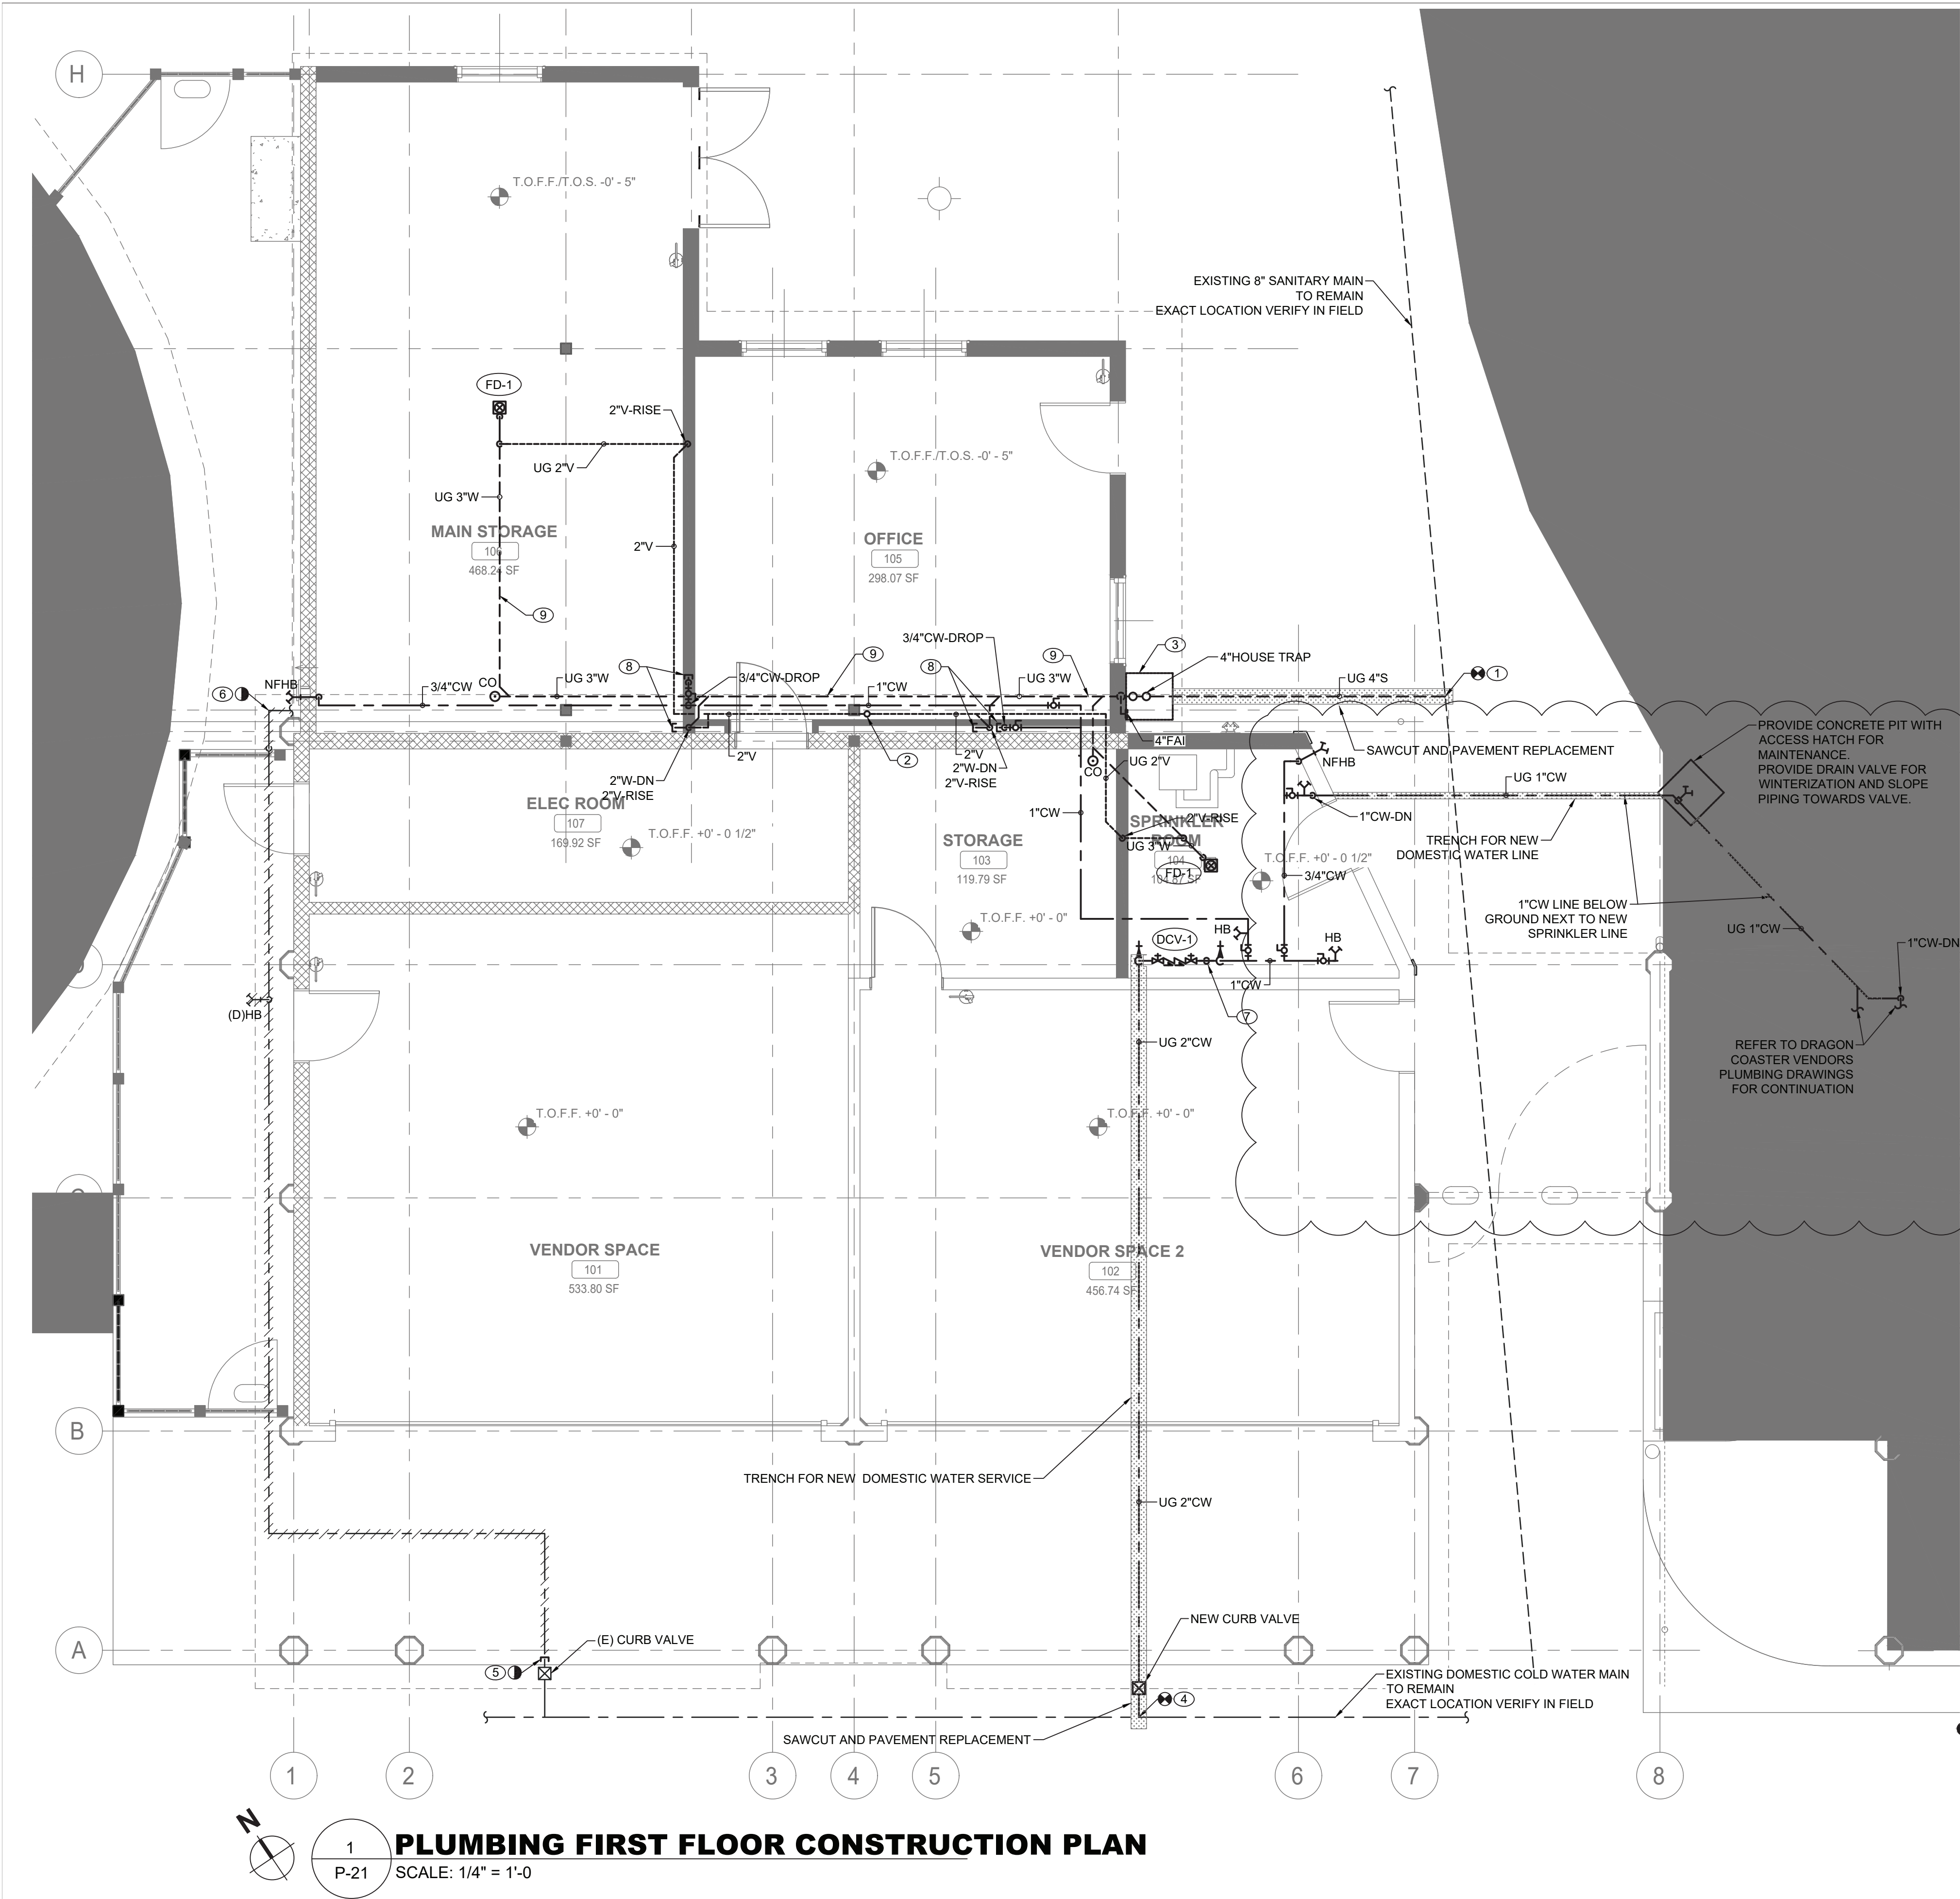 H
T.O.F.F./T.O.S. -0' - 5"
EXISTING 8" SANITARY MAIN
TO REMAIN
EXACT LOCATION VERIFY IN FIELD
FD-1
2"V-RISE
UG 2"V
T.O.F.F./T.O.S. -0' - 5"
UG 3"W
MAIN STORAGE
106
468.24 SF
2"V
OFFICE
105
298.07 SF
9
3/4"CW-DROP
3
8
9
8
9
4"HOUSE TRAP
NFHB
6
3/4"CW
CO
UG 3"W
3/4"CW-DROP
1"CW
UG 3"W
UG 4"S
1
PROVIDE CONCRETE PIT WITH
ACCESS HATCH FOR
MAINTENANCE.
PROVIDE DRAIN VALVE FOR
WINTERIZATION AND SLOPE
PIPING TOWARDS VALVE.
4"FAI
SAWCUT AND PAVEMENT REPLACEMENT
2"V
2
2"V
UG 2"V
NFHB
2"W-DN
2"V-RISE
2"W-DN
2"V-RISE
CO
UG 1"CW
ELEC ROOM
107
169.92 SF
T.O.F.F. +0' - 0 1/2"
1"CW
2"V-RISE
1"CW-DN
STORAGE
103
119.79 SF
SPRINKLER
ROOM
104
UG 3"W
FD-1
T.O.F.F. +0' - 0 1/2"
TRENCH FOR NEW
DOMESTIC WATER LINE
3/4"CW
1"CW LINE BELOW
GROUND NEXT TO NEW
SPRINKLER LINE
T.O.F.F. +0' - 0"
UG 1"CW
1"CW-DN
DCV-1
HB
HB
1"CW
7
(D)HB
UG 2"CW
REFER TO DRAGON
COASTER VENDORS
PLUMBING DRAWINGS
FOR CONTINUATION
T.O.F.F. +0' - 0"
T.O.F.F. +0' - 0"
VENDOR SPACE
101
533.80 SF
VENDOR SPACE 2
102
456.74 SF
B
TRENCH FOR NEW DOMESTIC WATER SERVICE
UG 2"CW
A
(E) CURB VALVE
5
NEW CURB VALVE
4
EXISTING DOMESTIC COLD WATER MAIN
TO REMAIN
EXACT LOCATION VERIFY IN FIELD
SAWCUT AND PAVEMENT REPLACEMENT
1
2
3
4
5
6
7
8
N
1
P-21
PLUMBING FIRST FLOOR CONSTRUCTION PLAN
SCALE: 1/4" = 1'-0